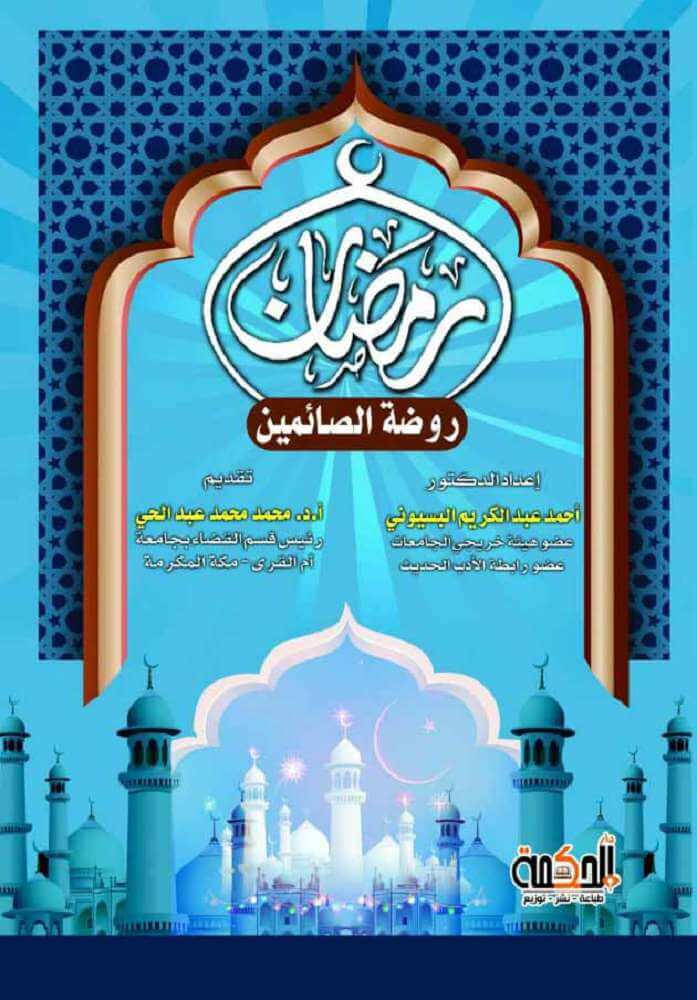 رمضان
روضة الصائمين
إعداد الدكتور
أحمد عبد الكريم البسيوني
عضو هيئة خريجي الجامعات
عضو رابطة الأدب الحديث
تقديم
أ.د. محمد محمد عبد الحي
رئيس قسم القضاء بجامعة
أم القرى - مكة المكرمة
دار
الحكمة
طباعة - نشر - توزيع